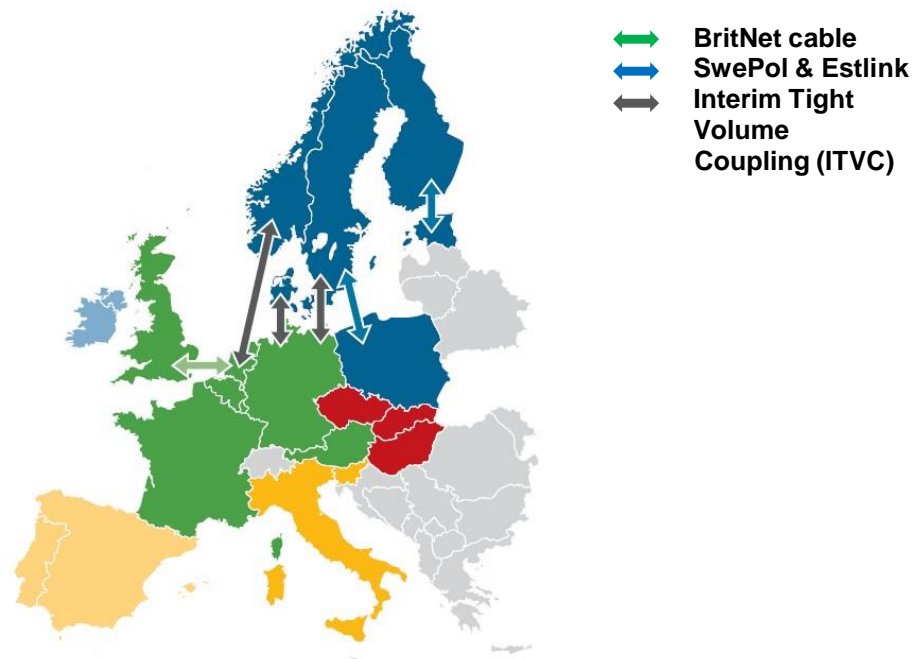 BritNet cable
SwePol & Estlink
Interim Tight
Volume
Coupling (ITVC)